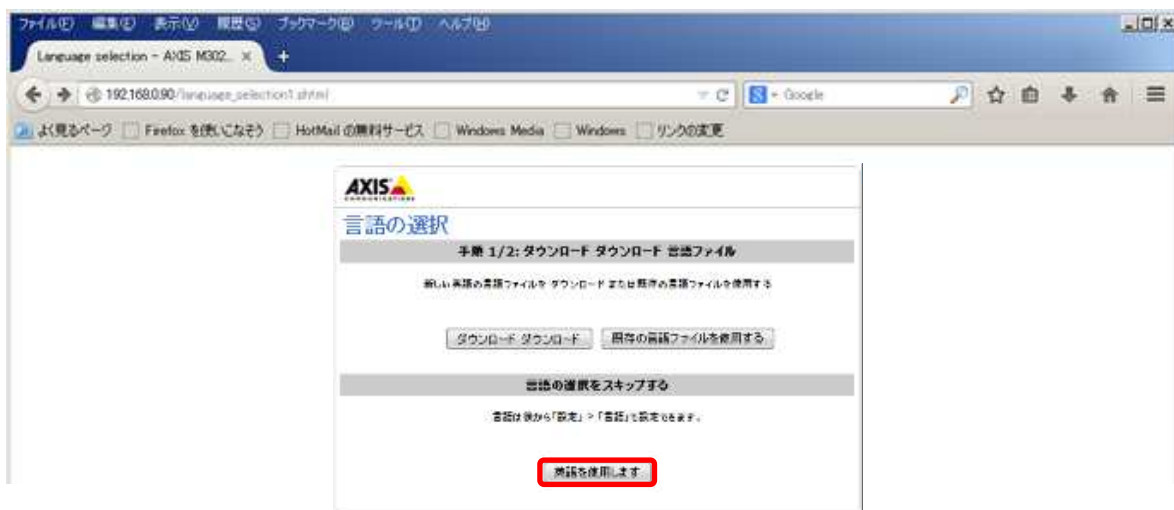 ファイル(F) 編集(E) 表示(V) 履歴(S) ブックマーク(B) ツール(T) ヘルプ(H)
Language selection - AXIS M302...
192.168.0.90/language_selection1.shtml
Google
よく見るページ Firefox を使いこなそう HotMail の無料サービス Windows Media Windows リンクの変更
AXIS
COMMUNICATIONS
言語の選択
手順 1/2: ダウンロード ダウンロード 言語ファイル
新しい英語の言語ファイルを ダウンロード または既存の言語ファイルを使用する
ダウンロード ダウンロード 既存の言語ファイルを使用する
言語の選択をスキップする
言語は後から「設定」>「言語」で設定できます。
英語を使用します